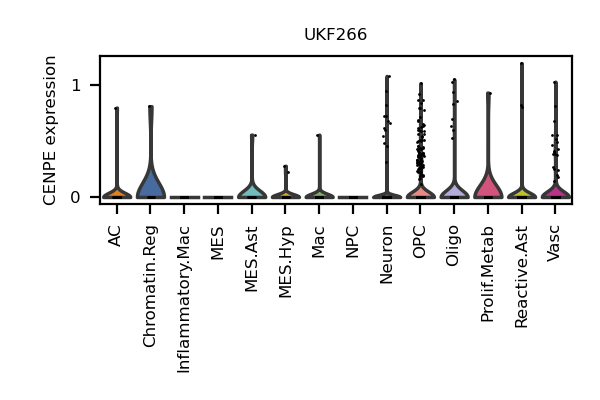 UKF266
CENPE expression
1
0
AC
Chromatin.Reg
Inflammatory.Mac
MES
MES.Ast
MES.Hyp
Mac
NPC
Neuron
OPC
Oligo
Prolif.Metab
Reactive.Ast
Vasc